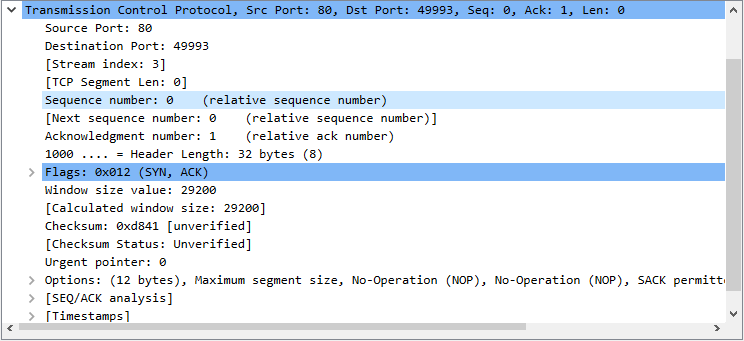 Transmission Control Protocol, Src Port: 80, Dst Port: 49993, Seq: 0, Ack: 1, Len: 0
Source Port: 80
Destination Port: 49993
[Stream index: 3]
[TCP Segment Len: 0]
Sequence number: 0    (relative sequence number)
[Next sequence number: 0    (relative sequence number)]
Acknowledgment number: 1    (relative ack number)
1000 .... = Header Length: 32 bytes (8)
Flags: 0x012 (SYN, ACK)
Window size value: 29200
[Calculated window size: 29200]
Checksum: 0xd841 [unverified]
[Checksum Status: Unverified]
Urgent pointer: 0
Options: (12 bytes), Maximum segment size, No-Operation (NOP), No-Operation (NOP), SACK permitt
[SEQ/ACK analysis]
[Timestamps]